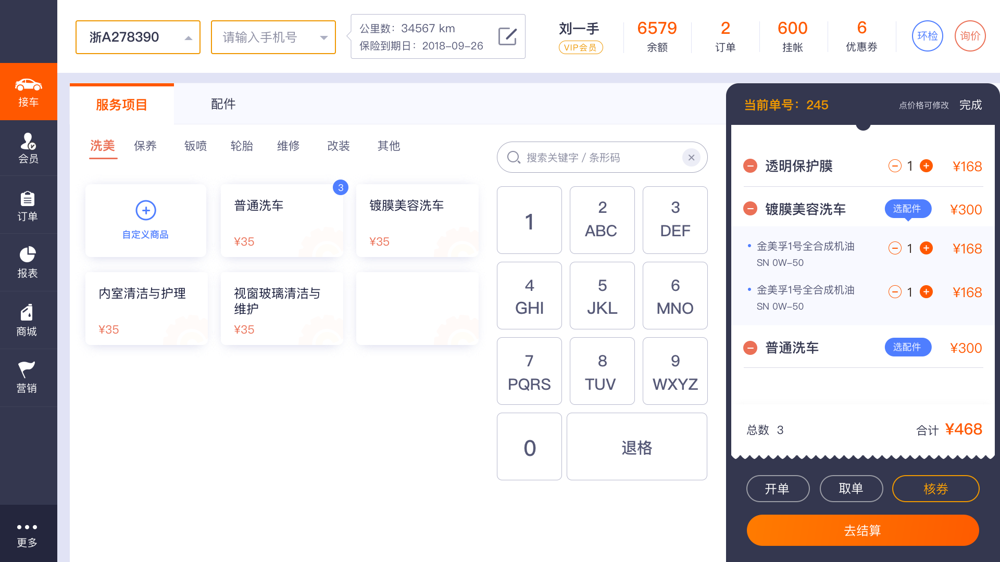 浙A278390
请输入手机号
公里数：34567 km
保险到期日：2018-09-26
刘一手
VIP会员
6579
余额
2
订单
600
挂帐
6
优惠券
环检
询价
接车
会员
订单
报表
商城
营销
更多
服务项目
配件
洗美
保养
钣喷
轮胎
维修
改装
其他
搜索关键字 / 条形码
自定义商品
普通洗车
3
¥35
镀膜美容洗车
¥35
内室清洁与护理
¥35
视窗玻璃清洁与
维护
¥35
1
2
ABC
3
DEF
4
GHI
5
JKL
6
MNO
7
PQRS
8
TUV
9
WXYZ
0
退格
当前单号：245
点价格可修改
完成
透明保护膜
1
¥168
镀膜美容洗车
选配件
¥300
金美孚1号全合成机油
SN 0W-50
1
¥168
金美孚1号全合成机油
SN 0W-50
1
¥168
普通洗车
选配件
¥300
总数 3
合计 ¥468
开单
取单
核券
去结算